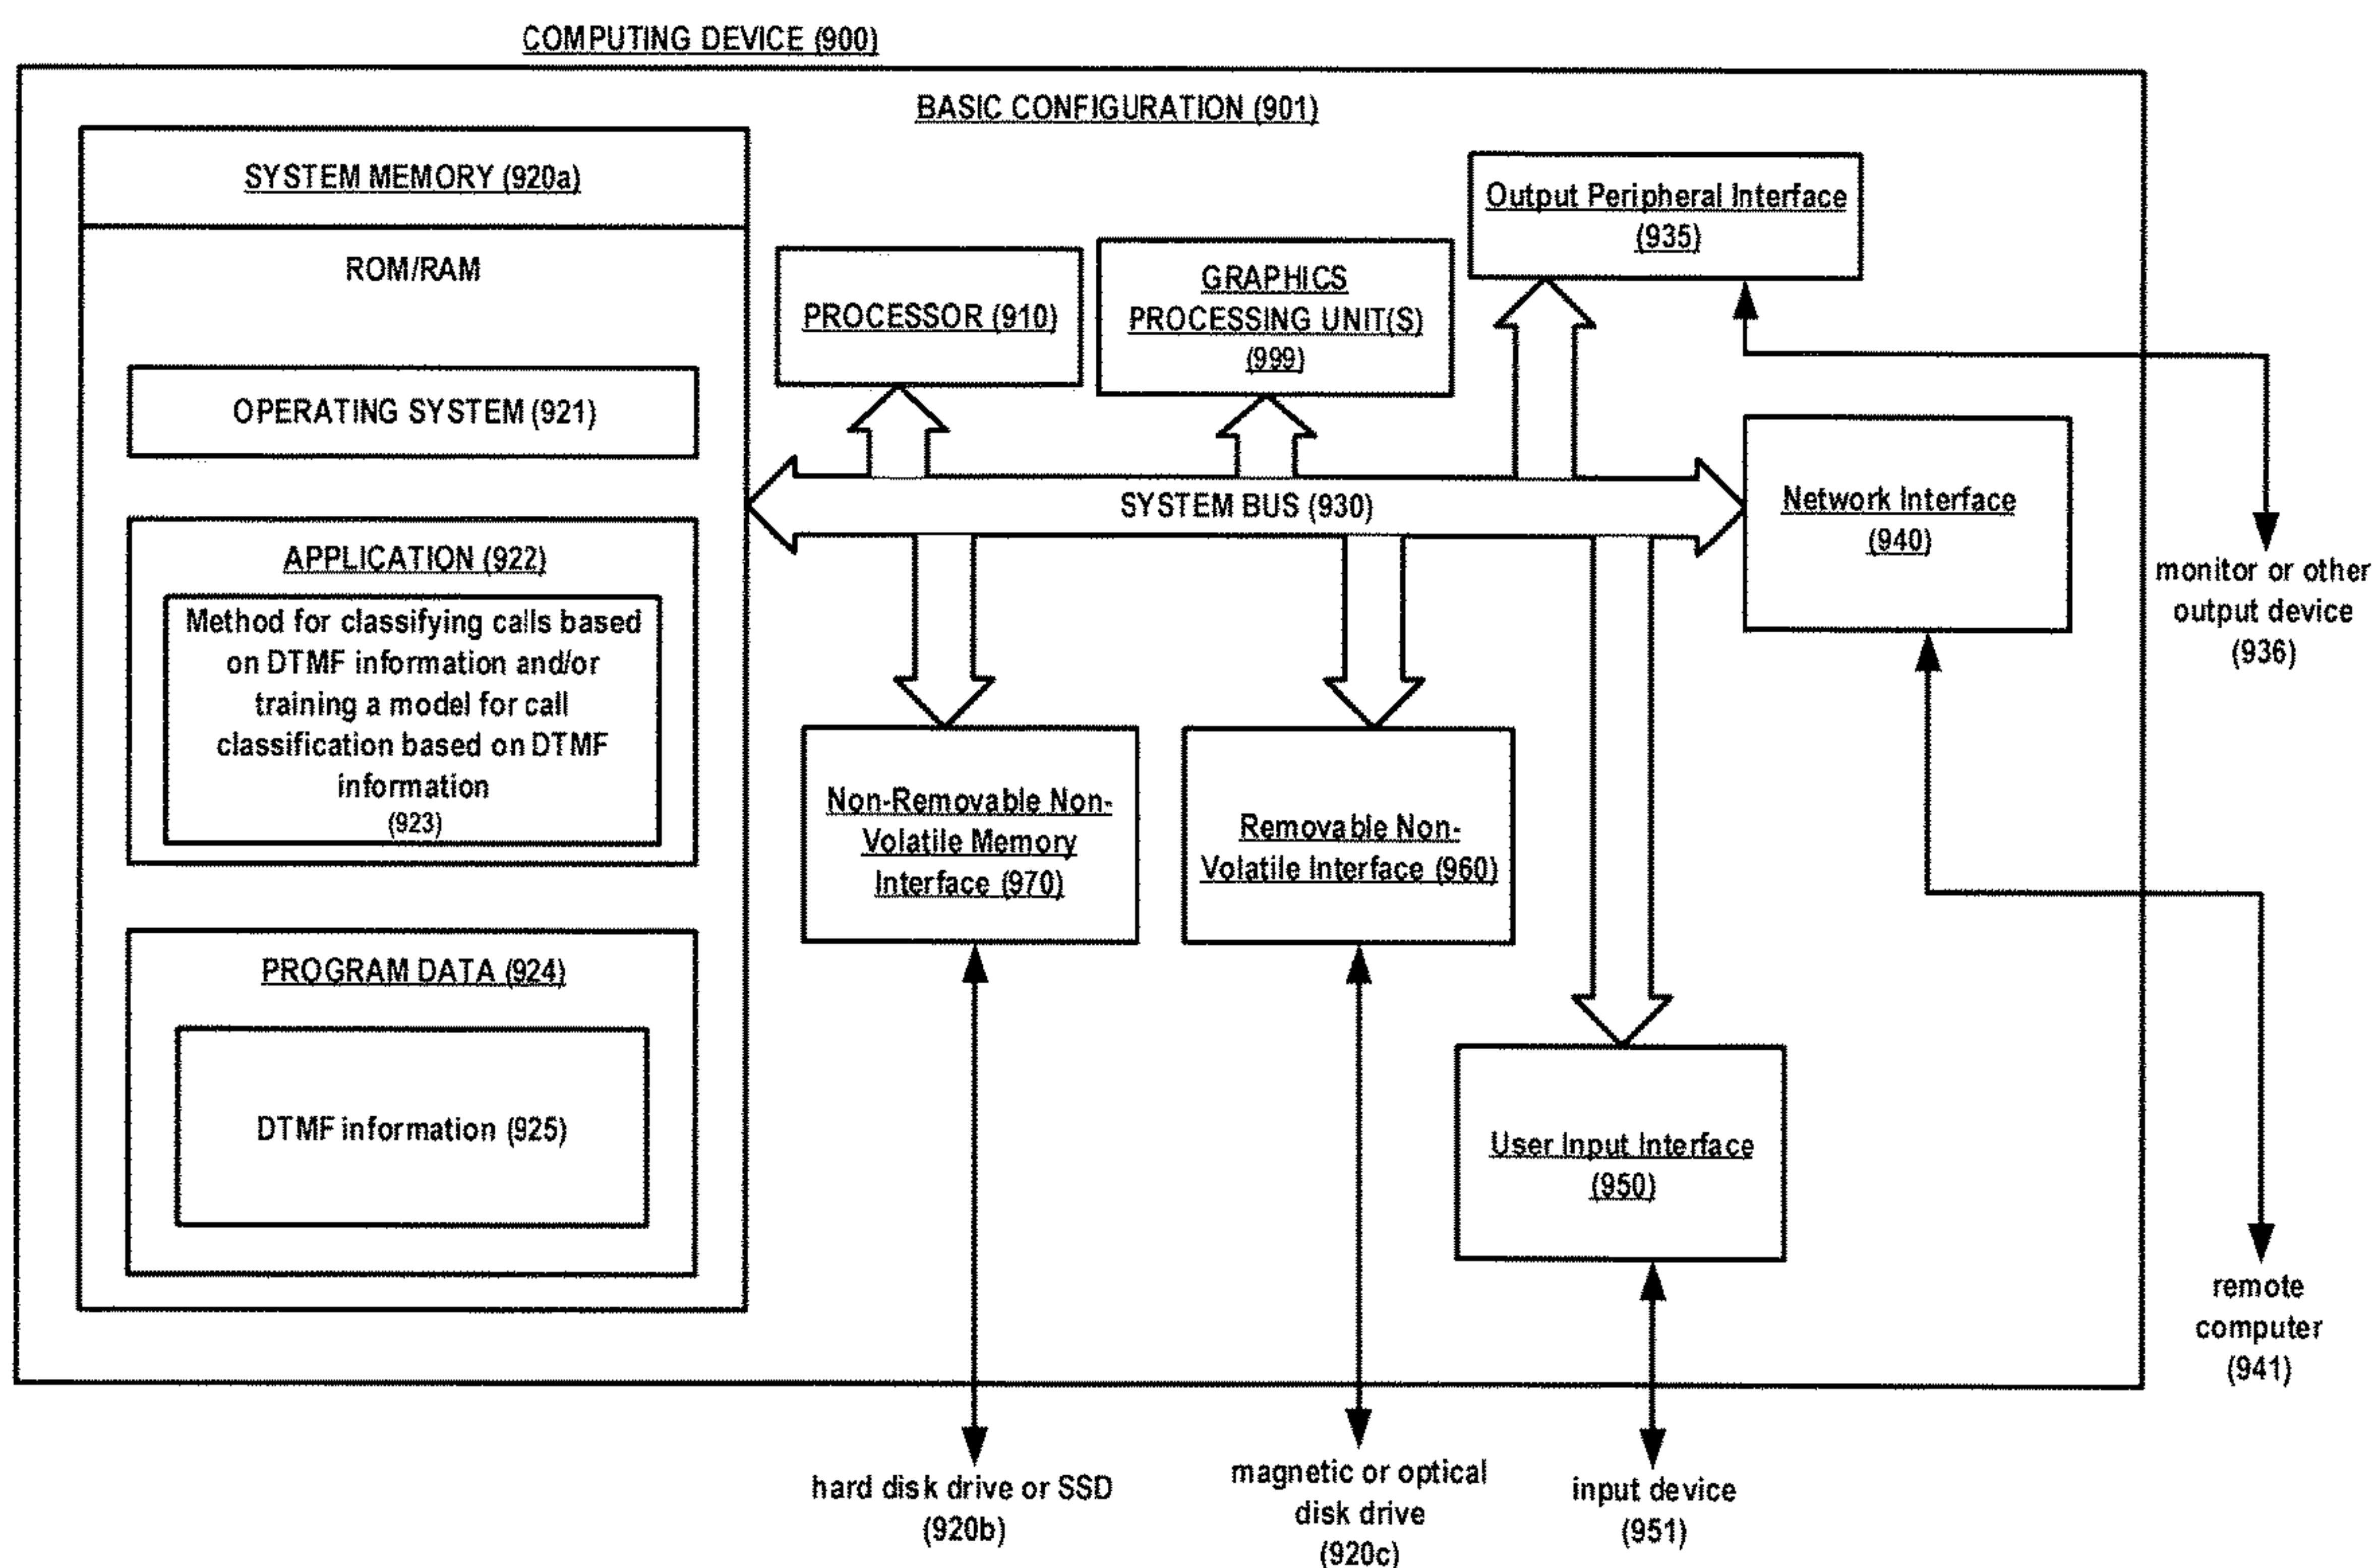 COMPUTING DEVICE (900)
BASIC CONFIGURATION (901)
SYSTEM MEMORY (920a)
ROM/RAM
OPERATING SYSTEM (921)
APPLICATION (922)
Method for classifying calls based
on DTMF information and/or
training a model for call
classification based on DTMF
information
(923)
PROGRAM DATA (924)
DTMF information (925)
PROCESSOR (910)
GRAPHICS
PROCESSING UNIT(S)
(999)
Output Peripheral Interface
(935)
SYSTEM BUS (930)
Network Interface
(940)
monitor or other
output device
(936)
Non-Removable Non-
Volatile Memory
Interface (970)
Removable Non-
Volatile Interface (960)
User Input Interface
(950)
remote
computer
(941)
hard disk drive or SSD
(920b)
magnetic or optical
disk drive
(920c)
input device
(951)